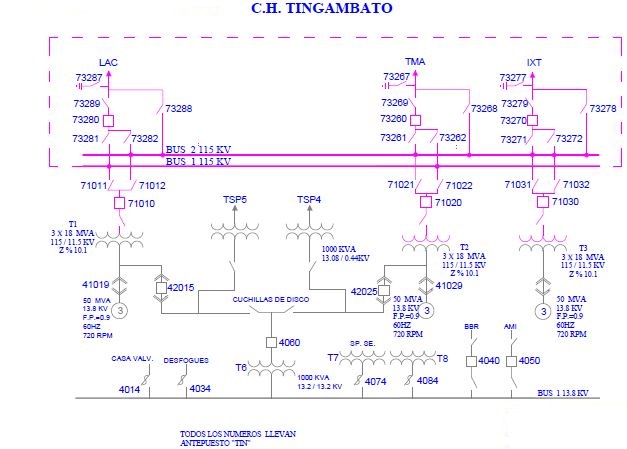 C.H. TINGAMBATO
LAC
TMA
IXT
73287
73267
73277
73289
73288
73269
73268
73279
73278
73280
73260
73270
73281
73282
73261
73262
73271
73272
BUS 2 115 KV
BUS 1 115 KV
71011
71012
71021
71022
71031
71032
71010
71020
71030
TSP5
TSP4
T1
3 X 18 MVA
115 / 11.5 KV
Z % 10.1
1000 KVA
13.08 / 0.44KV
T2
3 X 18 MVA
115 / 11.5 KV
Z % 10.1
T3
3 X 18 MVA
115 / 11.5 KV
Z % 10.1
41019
42015
42025
41029
CUCHILLAS DE DISCO
50 MVA
13.8 KV
F.P.=0.9
60HZ
720 RPM
3
50 MVA
13.8KV
F.P.=0.9
60HZ
720 RPM
3
3
50 MVA
13.8KV
F.P.=0.9
60HZ
720 RPM
4060
SP. SE.
BBR
AMI
CASA VALV.
DESFOGUES
T6
T7
T8
4040
4050
1000 KVA
13.2 / 13.2 KV
4014
4034
4074
4084
BUS 1 13.8 KV
TODOS LOS NUMEROS LLEVAN
ANTEPUESTO "TIN"